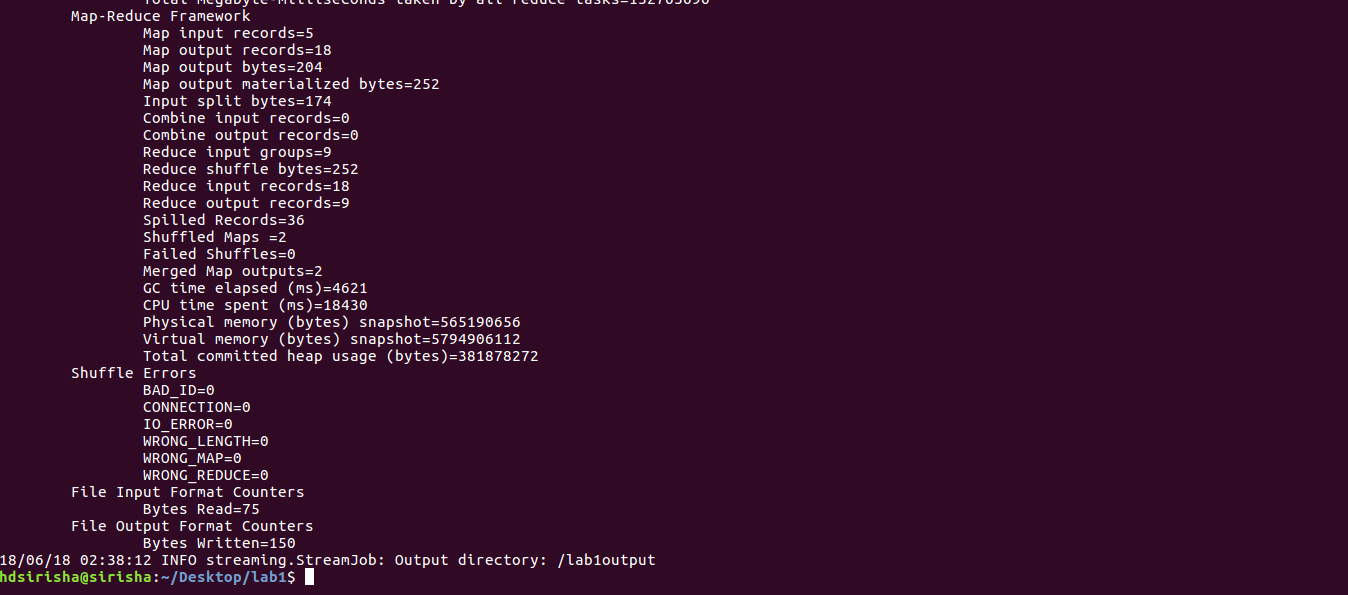 Total megabyte-milliseconds taken by all reduce tasks=132705696
Map-Reduce Framework
Map input records=5
Map output records=18
Map output bytes=204
Map output materialized bytes=252
Input split bytes=174
Combine input records=0
Combine output records=0
Reduce input groups=9
Reduce shuffle bytes=252
Reduce input records=18
Reduce output records=9
Spilled Records=36
Shuffled Maps =2
Failed Shuffles=0
Merged Map outputs=2
GC time elapsed (ms)=4621
CPU time spent (ms)=18430
Physical memory (bytes) snapshot=565190656
Virtual memory (bytes) snapshot=5794906112
Total committed heap usage (bytes)=381878272
Shuffle Errors
BAD_ID=0
CONNECTION=0
IO_ERROR=0
WRONG_LENGTH=0
WRONG_MAP=0
WRONG_REDUCE=0
File Input Format Counters
Bytes Read=75
File Output Format Counters
Bytes Written=150
18/06/18 02:38:12 INFO streaming.StreamJob: Output directory: /lab1output
hdsirisha@sirisha:~/Desktop/lab1$